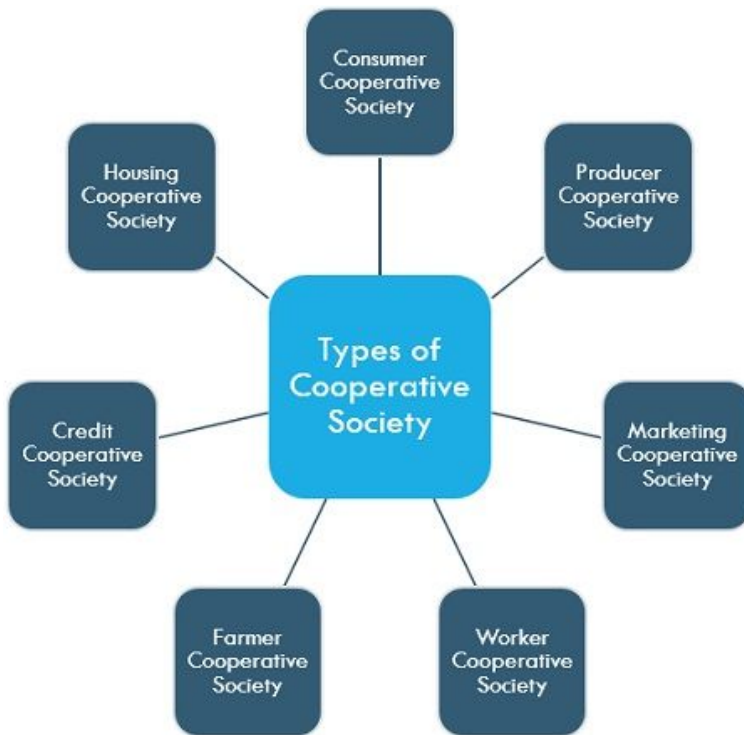 Consumer
Cooperative
Society
Housing
Cooperative
Society
Producer
Cooperative
Society
Types of
Cooperative
Society
Credit
Cooperative
Society
Marketing
Cooperative
Society
Farmer
Cooperative
Society
Worker
Cooperative
Society